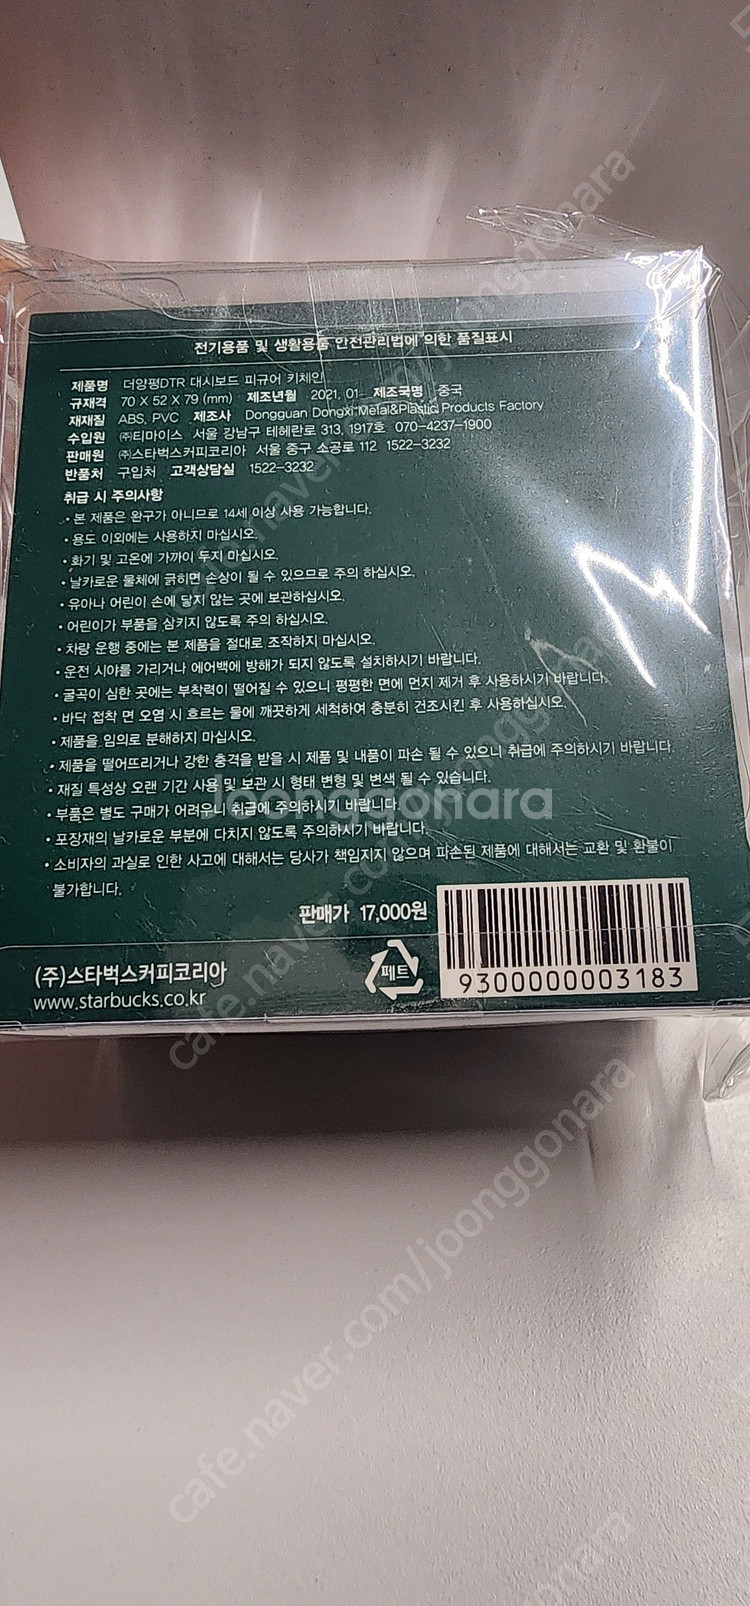 전기용품 및 생활용품 안전관리법에 의한 품질표시
제품명 더양평DTR 대시보드 피규어 키체인
규재격 70 X 52 X 79 (mm) 제조년월 2021. 01 제조국명 중국
재재질 ABS, PVC 제조사 Dongguan Dongxi Metal&Plastic Products Factory
수입원 ㈜티마이스 서울 강남구 테헤란로 313, 1917호 070-4237-1900
판매원 ㈜스타벅스커피코리아 서울 중구 소공로 112 1522-3232
반품처 구입처 고객상담실 1522-3232
취급 시 주의사항
• 본 제품은 완구가 아니므로 14세 이상 사용 가능합니다.
• 용도 이외에는 사용하지 마십시오.
• 화기 및 고온에 가까이 두지 마십시오.
• 날카로운 물체에 긁히면 손상이 될 수 있으므로 주의 하십시오.
• 유아나 어린이 손에 닿지 않는 곳에 보관하십시오.
• 어린이가 부품을 삼키지 않도록 주의 하십시오.
• 차량 운행 중에는 본 제품을 절대로 조작하지 마십시오.
• 운전 시야를 가리거나 에어백에 방해가 되지 않도록 설치하시기 바랍니다.
• 굴곡이 심한 곳에는 부착력이 떨어질 수 있으니 평평한 면에 먼지 제거 후 사용하시기 바랍니다.
• 바닥 접착 면 오염 시 흐르는 물에 깨끗하게 세척하여 충분히 건조시킨 후 사용하십시오.
• 제품을 임의로 분해하지 마십시오.
• 제품을 떨어뜨리거나 강한 충격을 받을 시 제품 및 내품이 파손 될 수 있으니 취급에 주의하시기 바랍니다.
• 재질 특성상 오랜 기간 사용 및 보관 시 형태 변형 및 변색 될 수 있습니다.
• 부품은 별도 구매가 어려우니 취급에 주의하시기 바랍니다.
• 포장재의 날카로운 부분에 다치지 않도록 주의하시기 바랍니다.
• 소비자의 과실로 인한 사고에 대해서는 당사가 책임지지 않으며 파손된 제품에 대해서는 교환 및 환불이
불가합니다.
판매가 17,000원
(주)스타벅스커피코리아
www.starbucks.co.kr
페트
9300000003183
Joonggonara
cafe.naver.com/joonggonara
cafe.naver.com/joonggonara